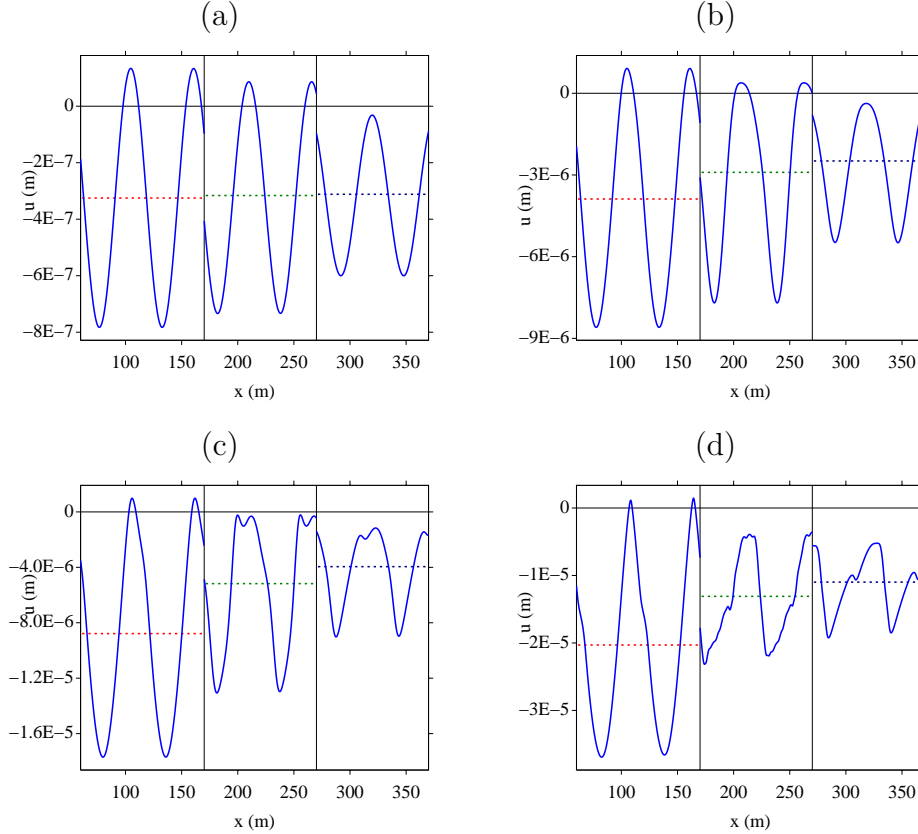 (a)
0
−2E−7
−4E−7
−6E−7
−8E−7
u (m)
100 150 200 250 300 350
x (m)
(b)
0
−3E−6
−6E−6
−9E−6
u (m)
100 150 200 250 300 350
x (m)
(c)
0
−4.0E−6
−8.0E−6
−1.2E−5
−1.6E−5
u (m)
100 150 200 250 300 350
x (m)
(d)
0
−1E−5
−2E−5
−3E−5
u (m)
100 150 200 250 300 350
x (m)